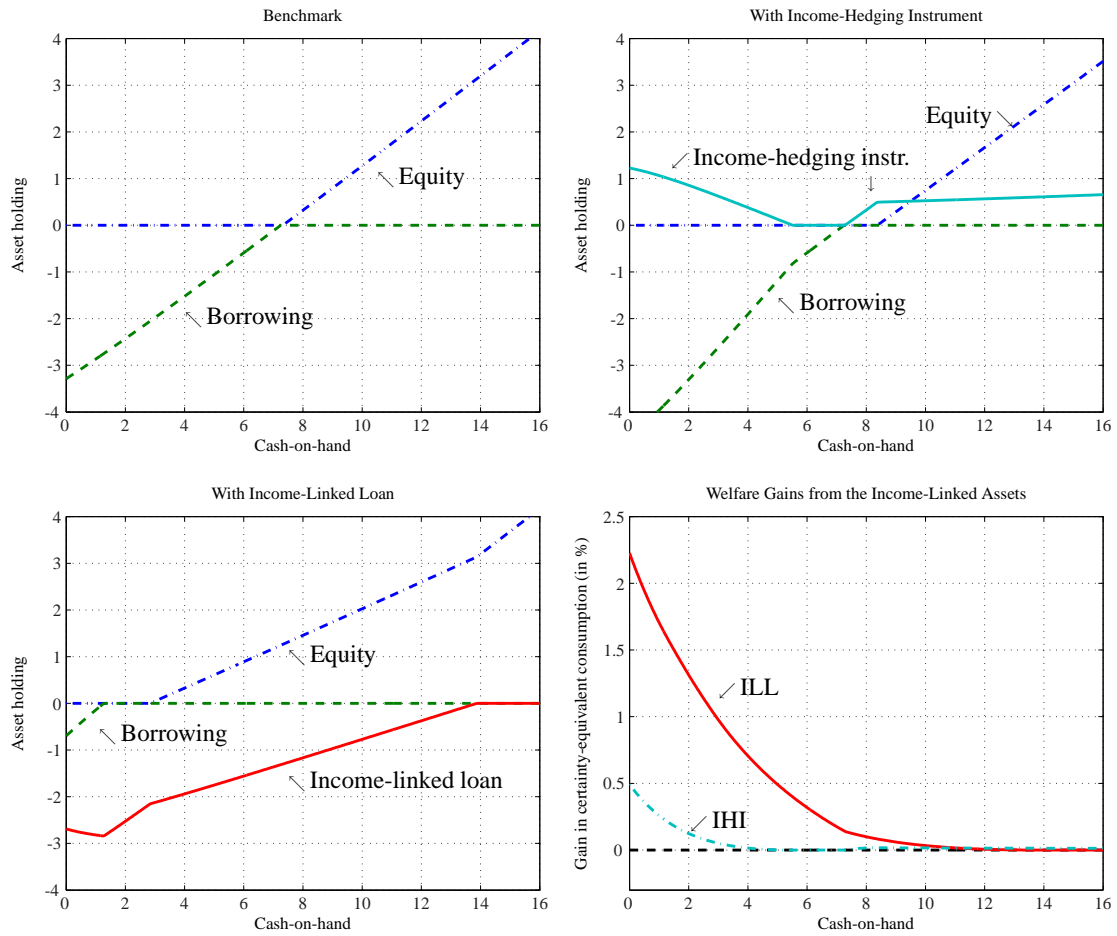 Benchmark
4
3
2
1
0
-1
-2
-3
-4
Asset holding
Equity
Borrowing
0 2 4 6 8 10 12 14 16
Cash-on-hand
With Income-Hedging Instrument
4
3
2
1
0
-1
-2
-3
-4
Asset holding
Equity
Income-hedging instr.
Borrowing
0 2 4 6 8 10 12 14 16
Cash-on-hand
With Income-Linked Loan
4
3
2
1
0
-1
-2
-3
-4
Asset holding
Equity
Borrowing
Income-linked loan
0 2 4 6 8 10 12 14 16
Cash-on-hand
Welfare Gains from the Income-Linked Assets
2.5
2
1.5
1
0.5
0
Gain in certainty-equivalent consumption (in %)
ILL
IHI
0 2 4 6 8 10 12 14 16
Cash-on-hand